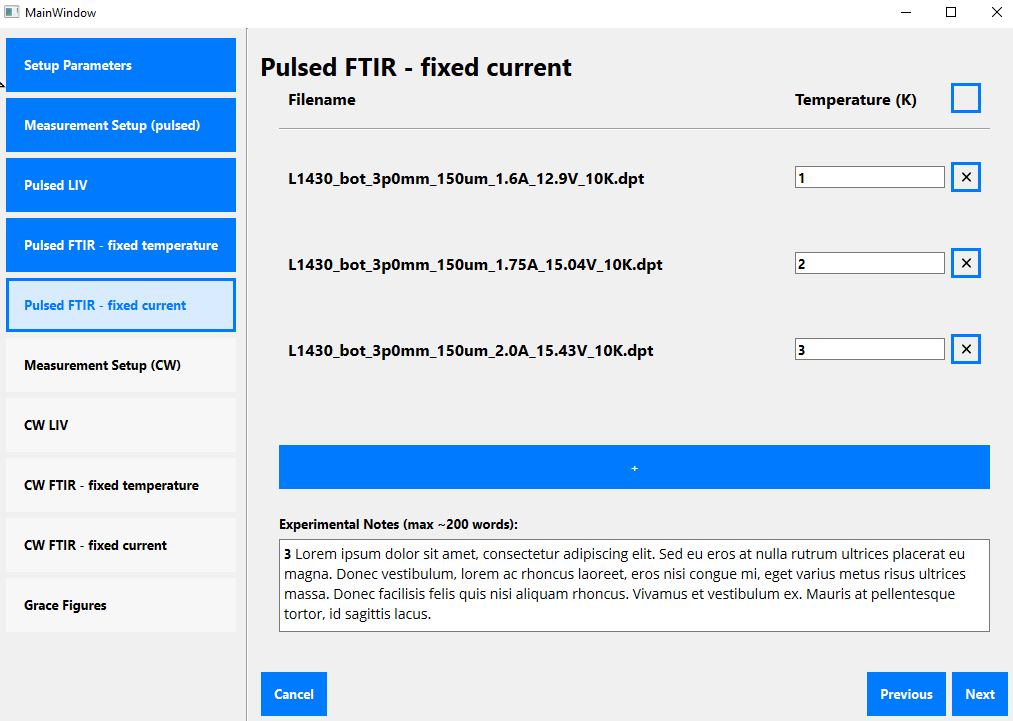 MainWindow
Setup Parameters
Measurement Setup (pulsed)
Pulsed LIV
Pulsed FTIR - fixed temperature
Pulsed FTIR - fixed current
Measurement Setup (CW)
CW LIV
CW FTIR - fixed temperature
CW FTIR - fixed current
Grace Figures
Pulsed FTIR - fixed current
Filename Temperature (K)
L1430_bot_3p0mm_150um_1.6A_12.9V_10K.dpt 1 ×
L1430_bot_3p0mm_150um_1.75A_15.04V_10K.dpt 2 ×
L1430_bot_3p0mm_150um_2.0A_15.43V_10K.dpt 3 ×
+
Experimental Notes (max ~200 words):
3 Lorem ipsum dolor sit amet, consectetur adipiscing elit. Sed eu eros at nulla rutrum ultrices placerat eu
magna. Donec vestibulum, lorem ac rhoncus laoreet, eros nisi congue mi, eget varius metus risus ultrices
massa. Donec facilisis felis quis nisi aliquam rhoncus. Vivamus et vestibulum ex. Mauris at pellentesque
tortor, id sagittis lacus.
Cancel Previous Next